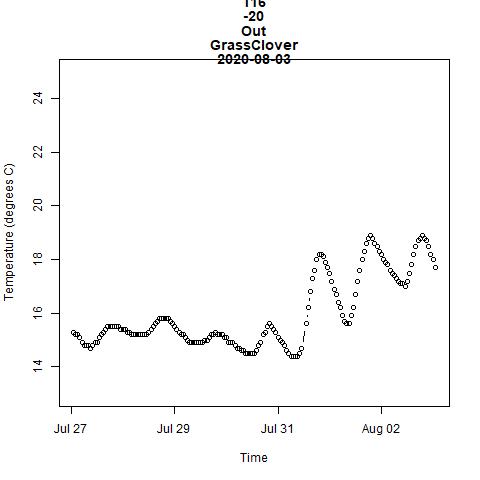 T16
-20
Out
GrassClover
2020-08-03
24
22
20
18
16
14
Temperature (degrees C)
Jul 27 Jul 29 Jul 31 Aug 02
Time